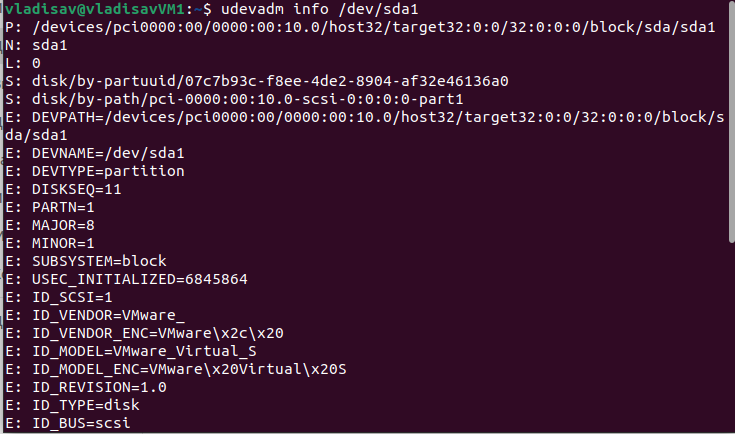 vladisav@vladisavVM1:~$ udevadm info /dev/sda1
P: /devices/pci0000:00/0000:00:10.0/host32/target32:0:0/32:0:0:0/block/sda/sda1
N: sda1
L: 0
S: disk/by-partuuid/07c7b93c-f8ee-4de2-8904-af32e46136a0
S: disk/by-path/pci-0000:00:10.0-scsi-0:0:0:0-part1
E: DEVPATH=/devices/pci0000:00/0000:00:10.0/host32/target32:0:0/32:0:0:0/block/s
da/sda1
E: DEVNAME=/dev/sda1
E: DEVTYPE=partition
E: DISKSEQ=11
E: PARTN=1
E: MAJOR=8
E: MINOR=1
E: SUBSYSTEM=block
E: USEC_INITIALIZED=6845864
E: ID_SCSI=1
E: ID_VENDOR=VMware_
E: ID_VENDOR_ENC=VMware\x2c\x20
E: ID_MODEL=VMware_Virtual_S
E: ID_MODEL_ENC=VMware\x20Virtual\x20S
E: ID_REVISION=1.0
E: ID_TYPE=disk
E: ID_BUS=scsi